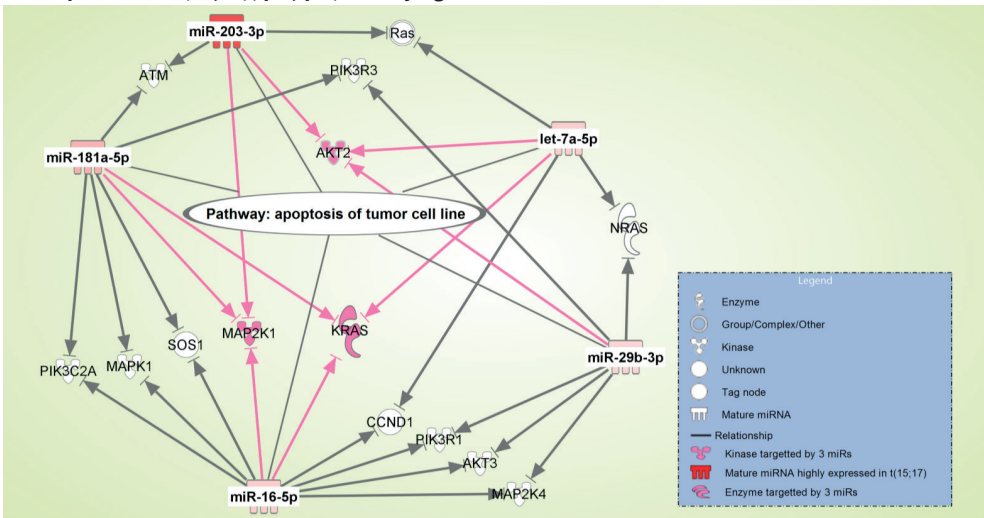 miR-203-3p
Ras
ATM
PIK3R3
let-7a-5p
miR-181a-5p
AKT2
Pathway: apoptosis of tumor cell line
NRAS
MAP2K1
KRAS
SOS1
miR-29b-3p
PIK3C2A
MAPK1
CCND1
PIK3R1
AKT3
MAP2K4
miR-16-5p
Legend
Enzyme
Group/Complex/Other
Kinase
Unknown
Tag node
Mature miRNA
Relationship
Kinase targetted by 3 miRs
Mature miRNA highly expressed in t(15;17)
Enzyme targetted by 3 miRs